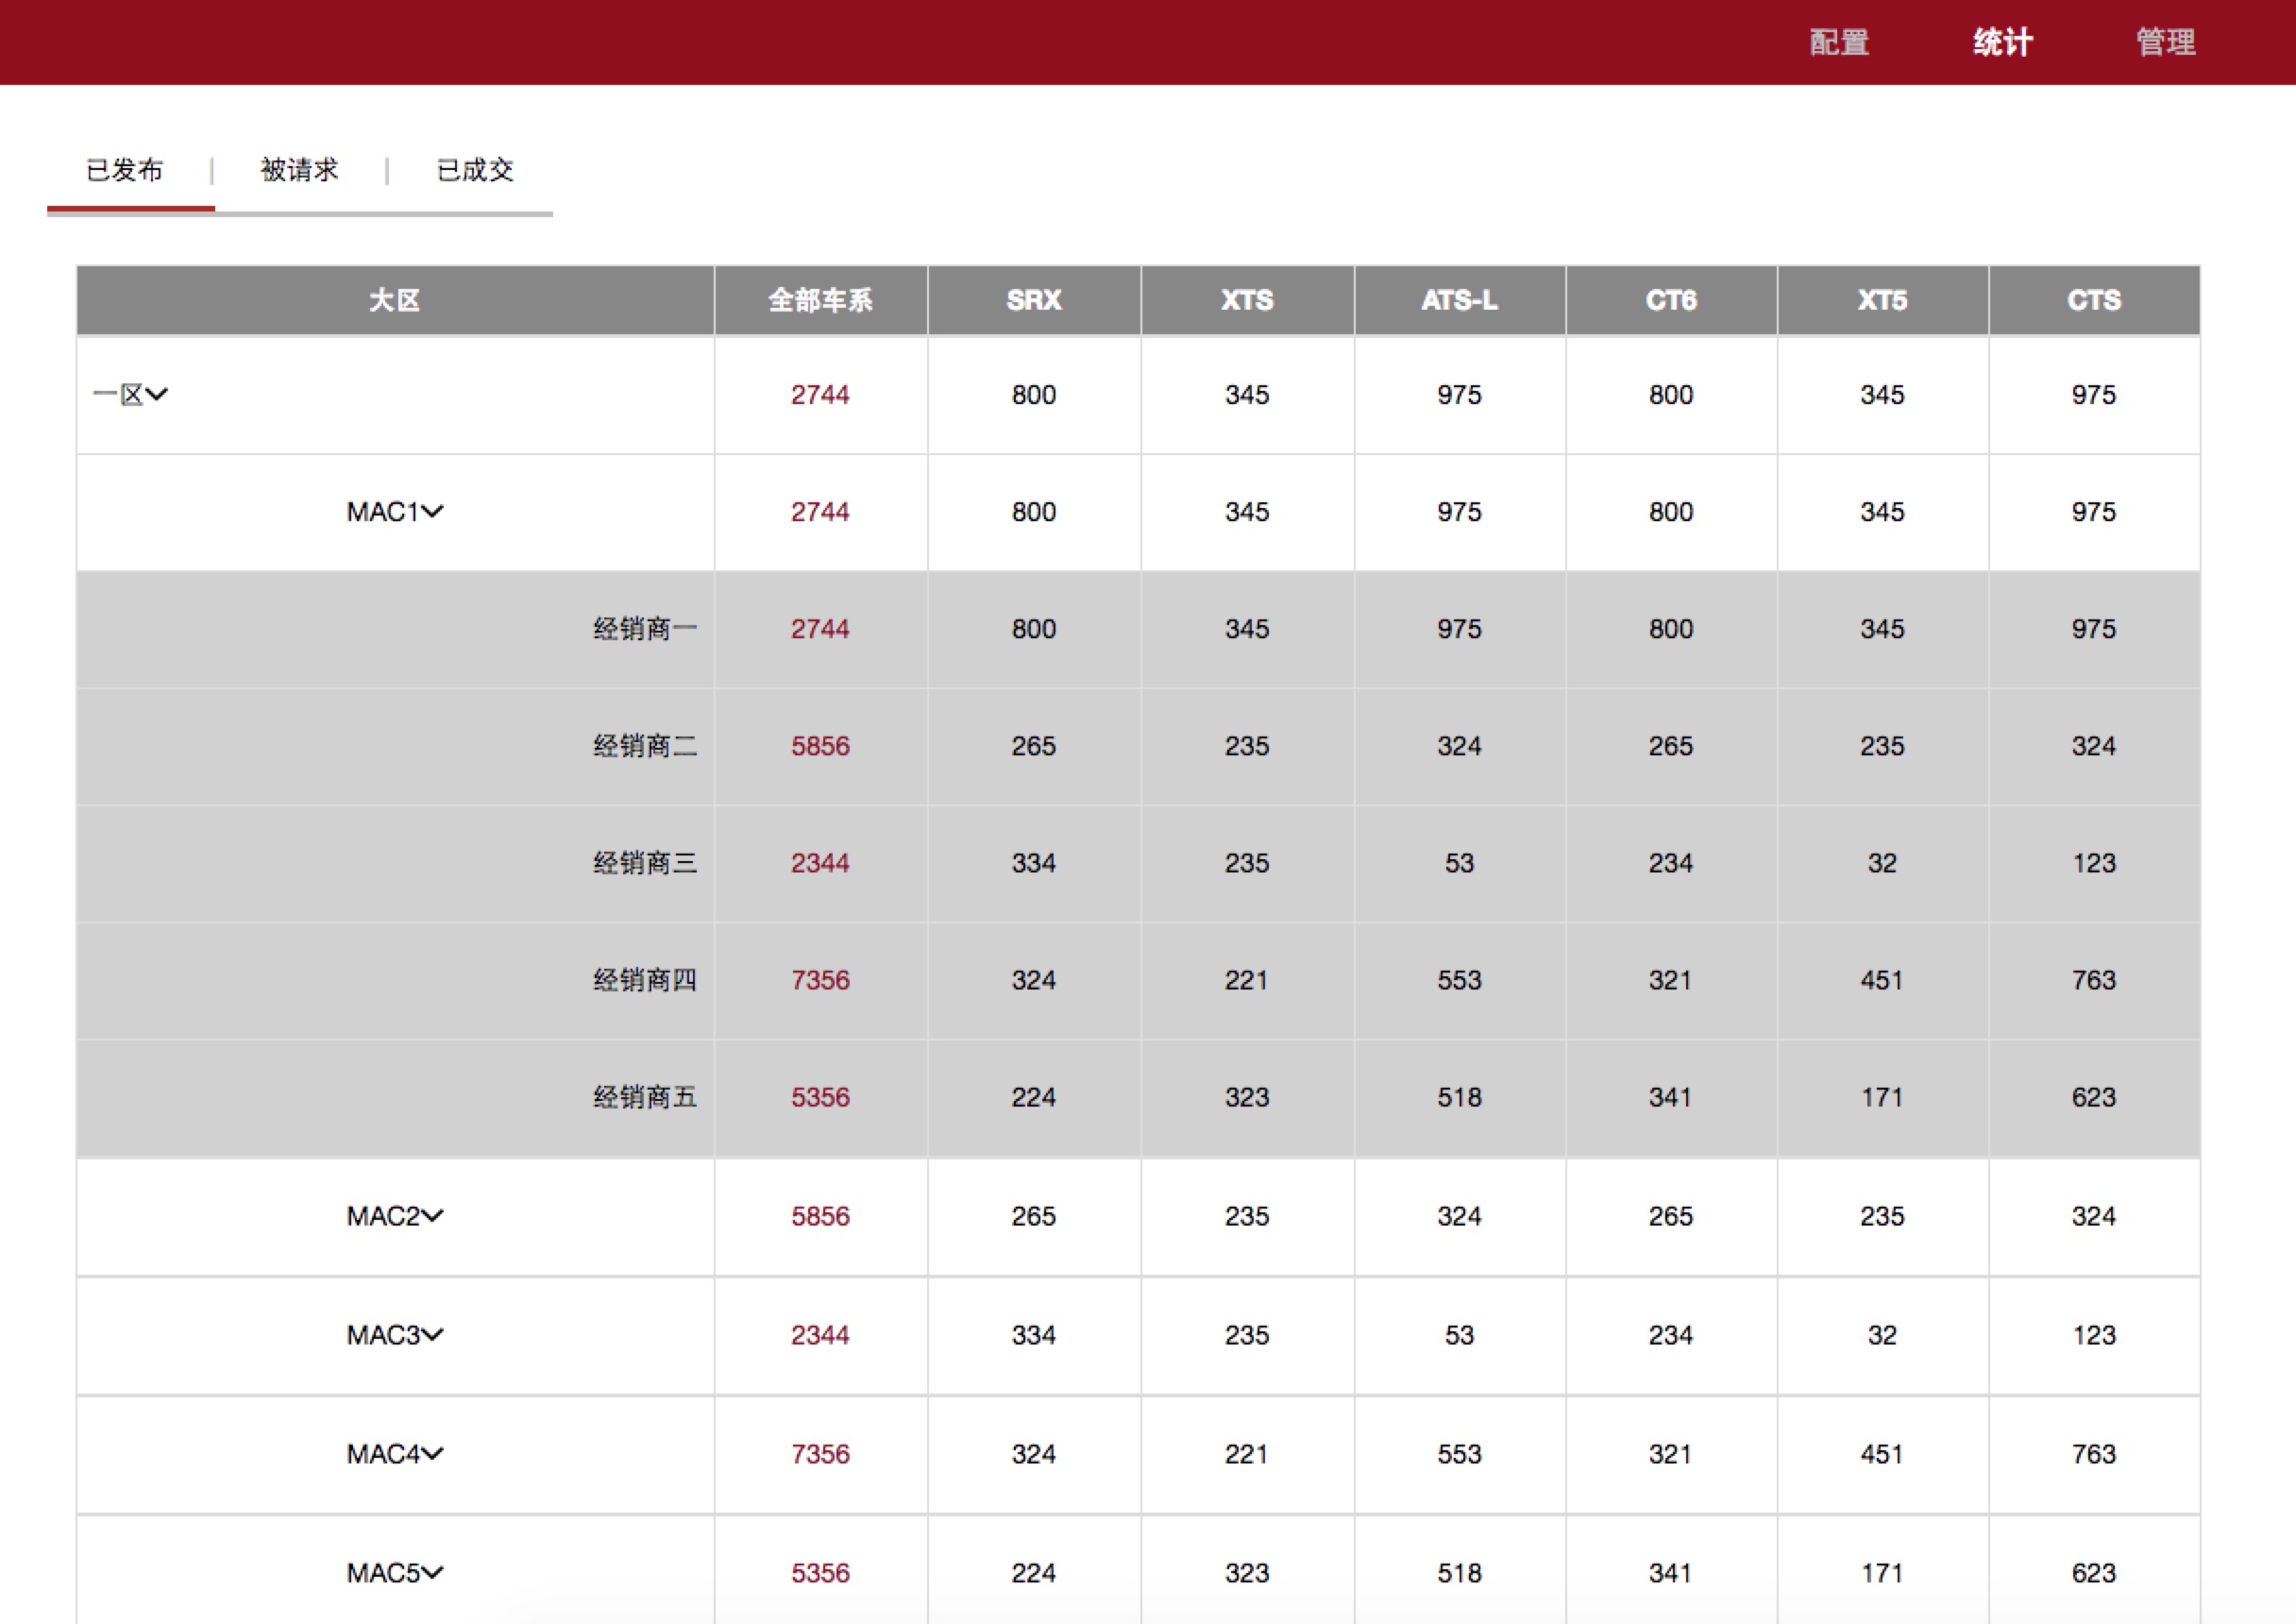 配置 统计 管理
已发布 | 被请求 | 已成交
大区 全部车系 SRX XTS ATS-L CT6 XT5 CTS
一区 2744 800 345 975 800 345 975
MAC1 2744 800 345 975 800 345 975
经销商一 2744 800 345 975 800 345 975
经销商二 5856 265 235 324 265 235 324
经销商三 2344 334 235 53 234 32 123
经销商四 7356 324 221 553 321 451 763
经销商五 5356 224 323 518 341 171 623
MAC2 5856 265 235 324 265 235 324
MAC3 2344 334 235 53 234 32 123
MAC4 7356 324 221 553 321 451 763
MAC5 5356 224 323 518 341 171 623